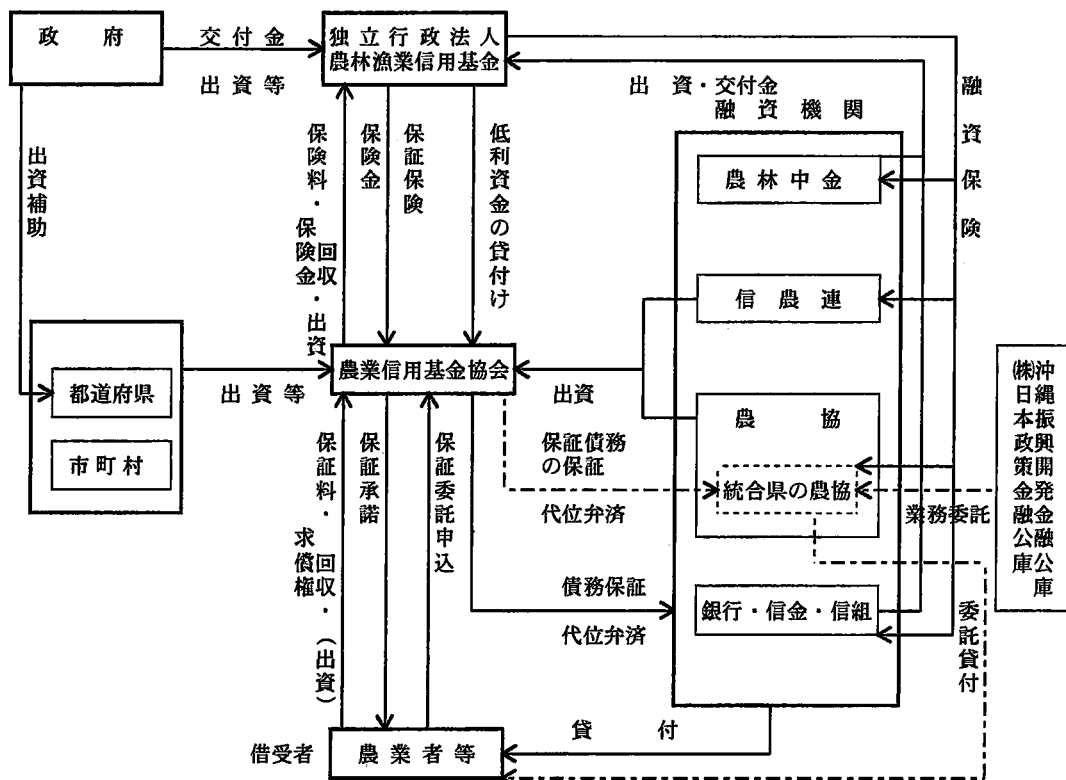 政府
交付金
出資等
独立行政法人
農林漁業信用基金
出資・交付金
融資保険
融資機関
農林中金
信農連
農協
統合県の農協
銀行・信金・信組
出資補助
保険料・保険金回収・出資
保険金
保証保険
低利資金の貸付け
都道府県
市町村
出資等
農業信用基金協会
出資
保証債務
の保証
代位弁済
業務委託
沖縄振興開発金融公庫
㈱日本政策金融公庫
保証料・求償権回収・(出資)
保証承諾
保証委託申込
債務保証
代位弁済
委託貸付
貸付
借受者
農業者等